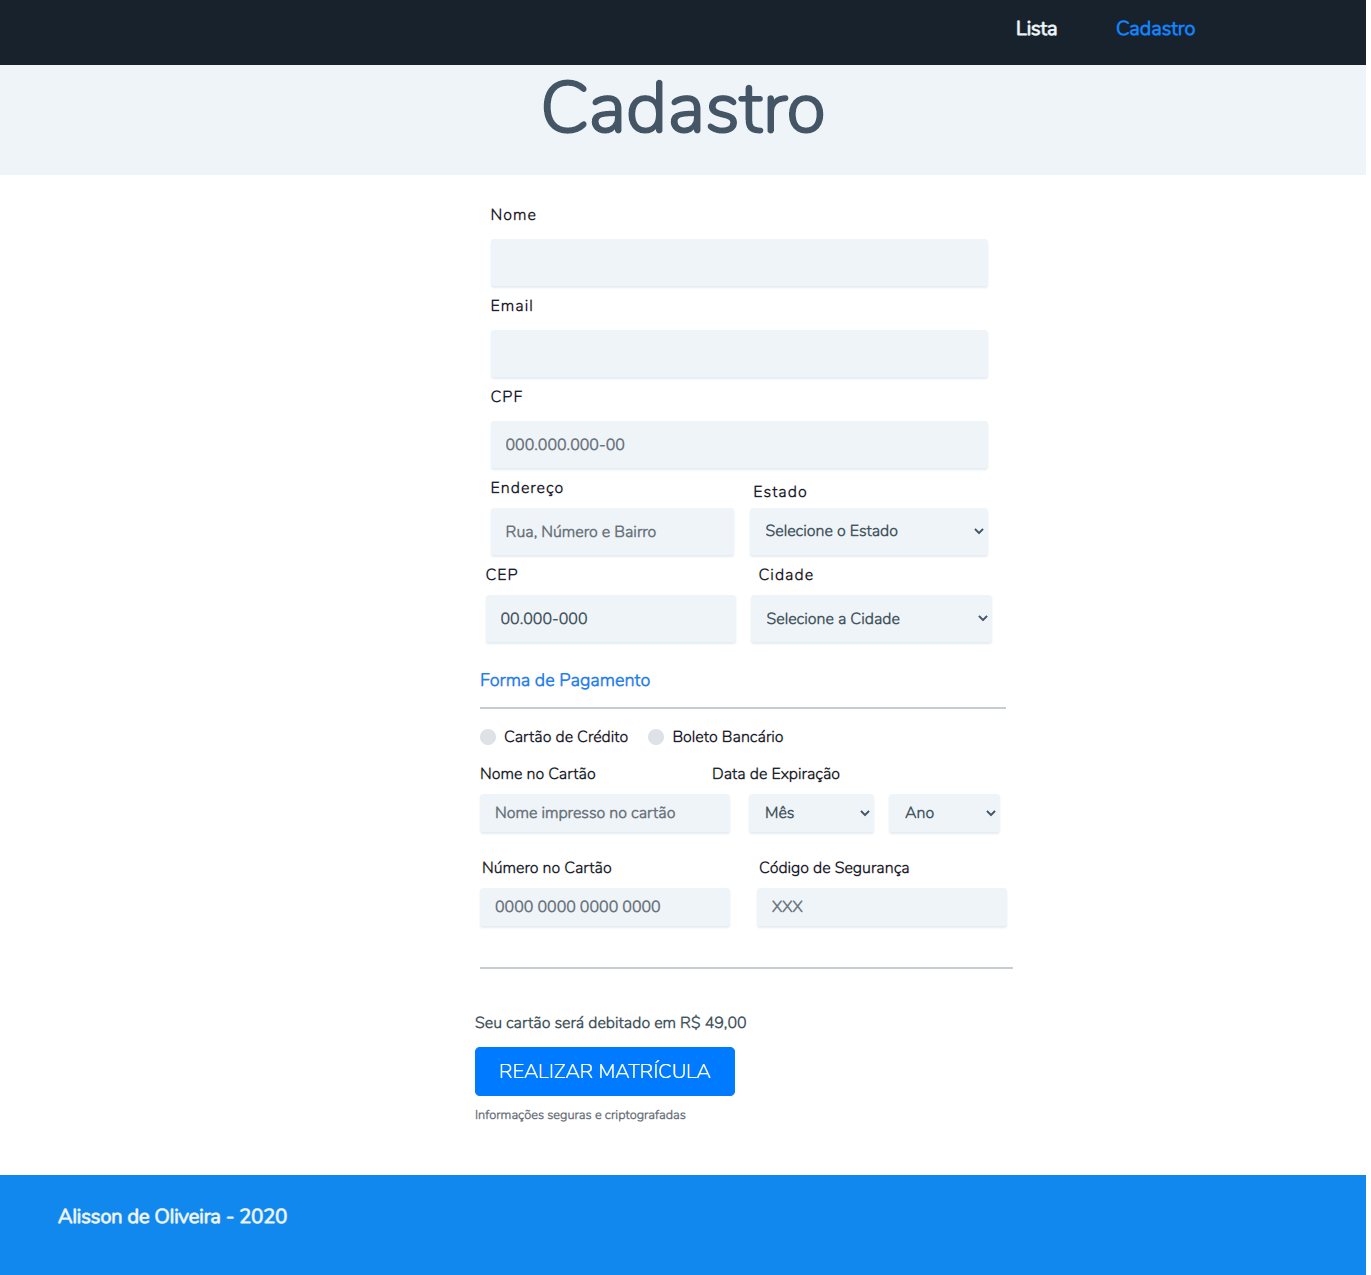 Lista Cadastro
Cadastro
Nome
Email
CPF
000.000.000-00
Endereço Estado
Rua, Número e Bairro Selecione o Estado
CEP Cidade
00.000-000 Selecione a Cidade
Forma de Pagamento
Cartão de Crédito Boleto Bancário
Nome no Cartão Data de Expiração
Nome impresso no cartão Mês Ano
Número no Cartão Código de Segurança
0000 0000 0000 0000 XXX
Seu cartão será debitado em R$ 49,00
REALIZAR MATRÍCULA
Informações seguras e criptografadas
Alisson de Oliveira - 2020